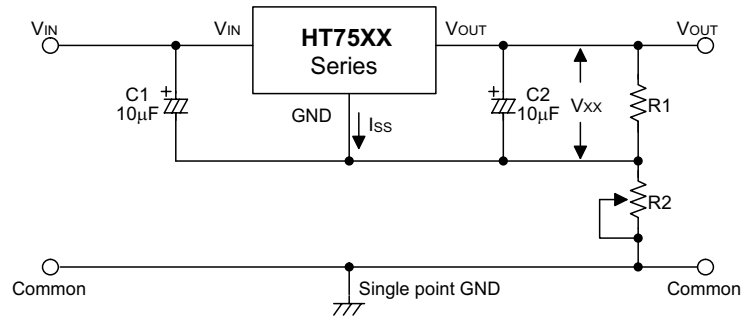 VIN
VIN
HT75XX
Series
VOUT
VOUT
C1
10μF
GND
ISS
C2
10μF
VXX
R1
R2
Common
Single point GND
Common